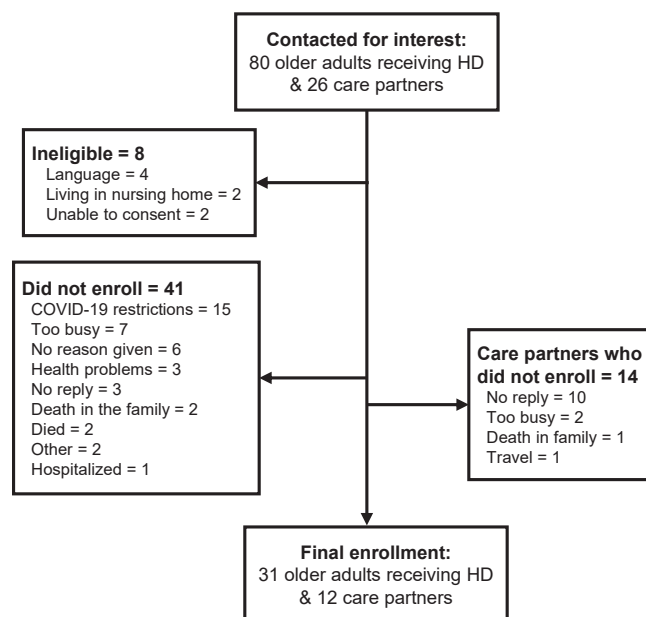 Contacted for interest:
80 older adults receiving HD
& 26 care partners
Ineligible = 8
Language = 4
Living in nursing home = 2
Unable to consent = 2
Did not enroll = 41
COVID-19 restrictions = 15
Too busy = 7
No reason given = 6
Health problems = 3
No reply = 3
Death in the family = 2
Died = 2
Other = 2
Hospitalized = 1
Care partners who
did not enroll = 14
No reply = 10
Too busy = 2
Death in family = 1
Travel = 1
Final enrollment:
31 older adults receiving HD
& 12 care partners